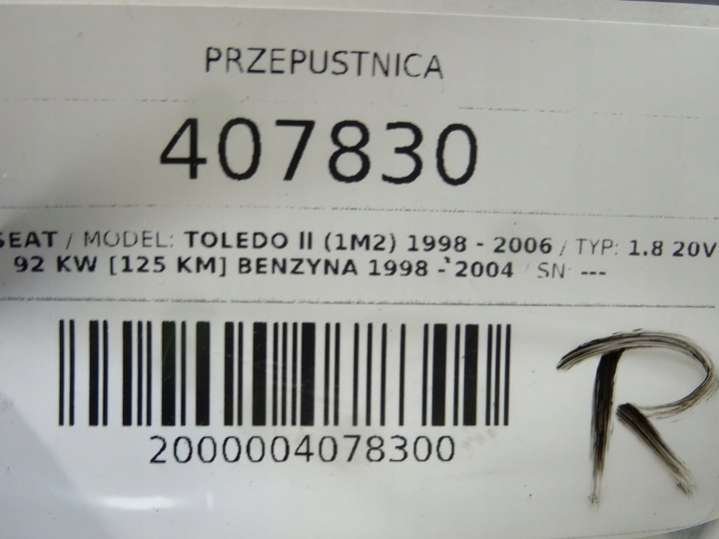 PRZEPUSTNICA
407830
SEAT / MODEL: TOLEDO II (1M2) 1998 - 2006 / TYP: 1.8 20V
92 KW [125 KM] BENZYNA 1998 - 2004 / SN: ---
2000004078300
R